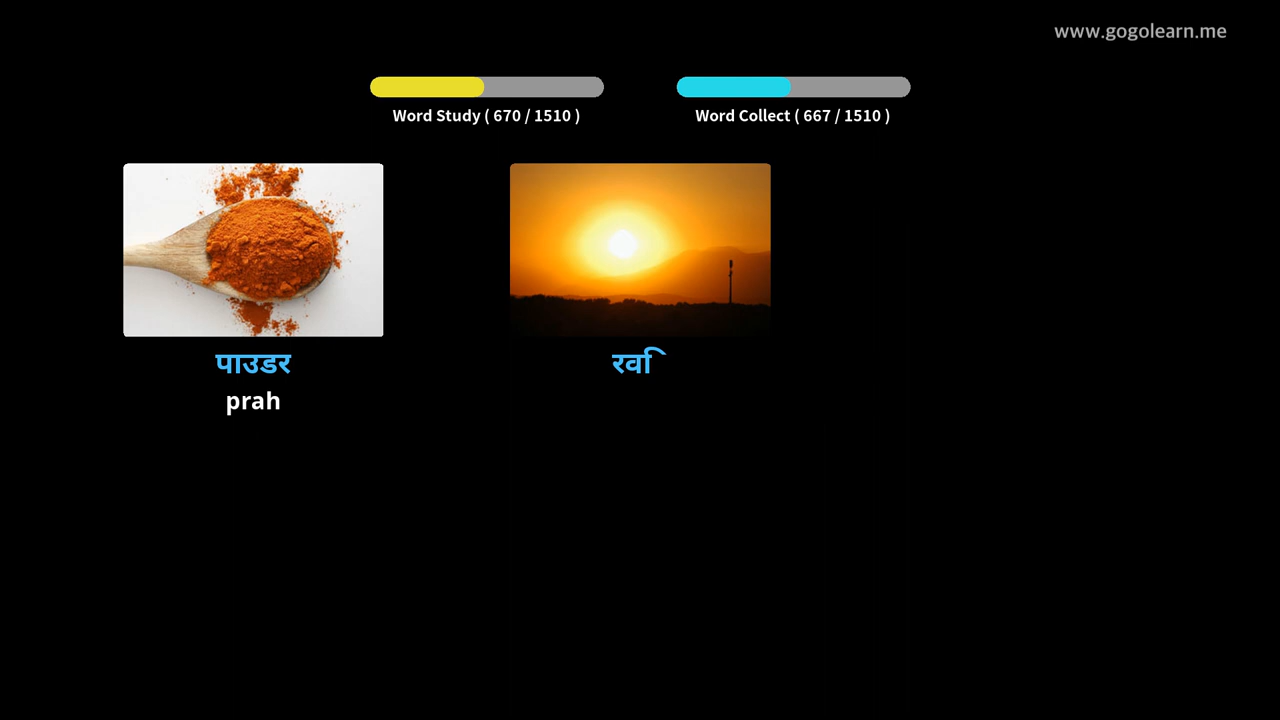 www.gogolearn.me
Word Study ( 670 / 1510 )
Word Collect ( 667 / 1510 )
पाउडर
prah
रवि